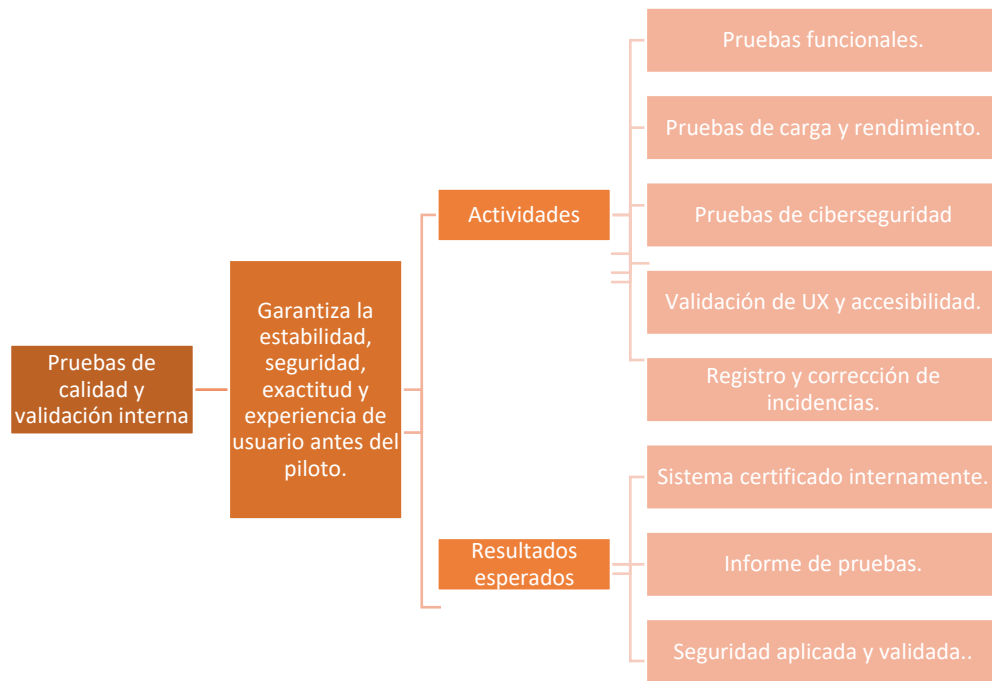 Pruebas de
calidad y
validación interna
Garantiza la
estabilidad,
seguridad,
exactitud y
experiencia de
usuario antes del
piloto.
Actividades
Pruebas funcionales.
Pruebas de carga y rendimiento.
Pruebas de ciberseguridad
Validación de UX y accesibilidad.
Registro y corrección de
incidencias.
Resultados
esperados
Sistema certificado internamente.
Informe de pruebas.
Seguridad aplicada y validada..